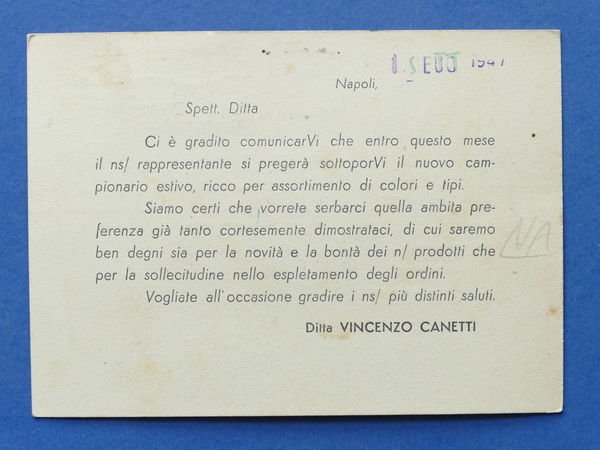 1941
Napoli,
Spett. Ditta
Ci è gradito comunicarVi che entro questo mese
il ns/ rappresentante si pregerà sottoporVi il nuovo cam-
pionario estivo, ricco per assortimento di colori e tipi.
Siamo certi che vorrete serbarci quella ambita pre-
ferenza già tanto cortesemente dimostrataci, di cui saremo
ben degni sia per la novità e la bontà dei n/ prodotti che
per la sollecitudine nello espletamento degli ordini.
Vogliate all'occasione gradire i ns/ più distinti saluti.
Ditta VINCENZO CANETTI
NA